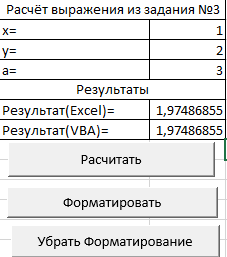 Расчёт выражения из задания №3
x= 1
y= 2
a= 3
Результаты
Результат(Excel)= 1,97486855
Результат(VBA)= 1,97486855
Расчитать
Форматировать
Убрать Форматирование